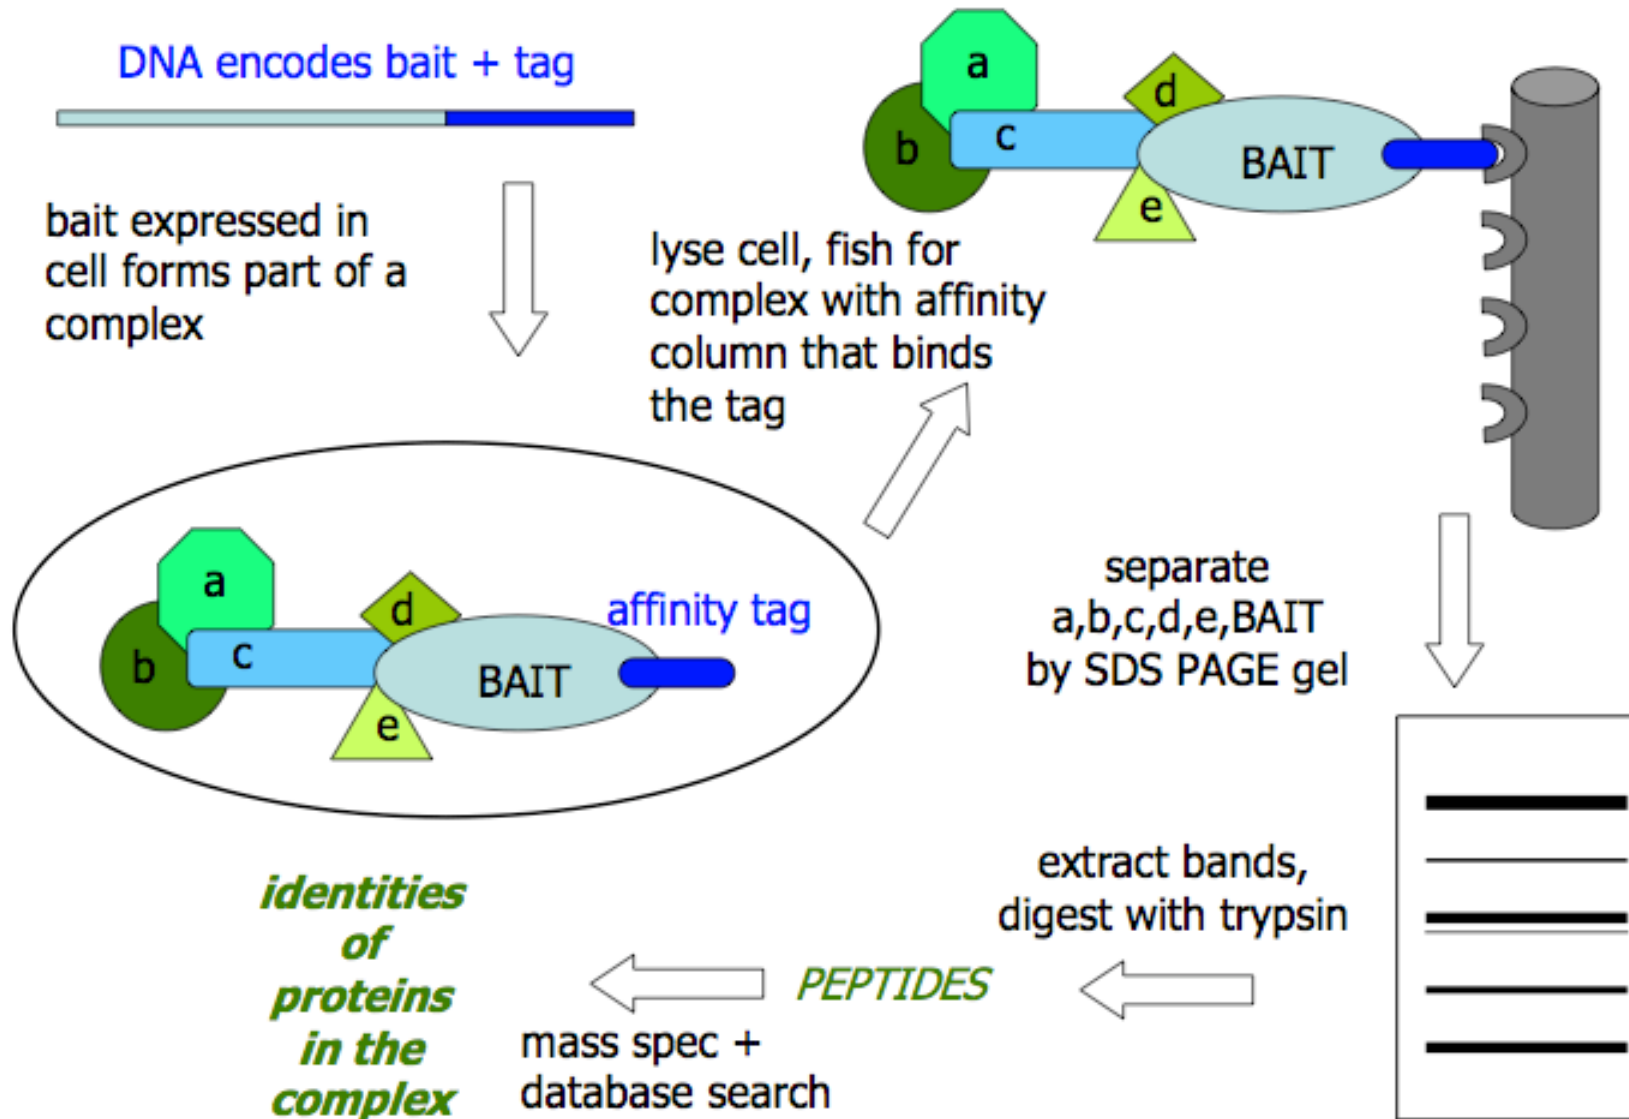 DNA encodes bait + tag
bait expressed in
cell forms part of a
complex
a
b
c
d
e
BAIT
affinity tag
lyse cell, fish for
complex with affinity
column that binds
the tag
a
b
c
d
e
BAIT
separate
a,b,c,d,e,BAIT
by SDS PAGE gel
extract bands,
digest with trypsin
PEPTIDES
mass spec +
database search
identities
of
proteins
in the
complex